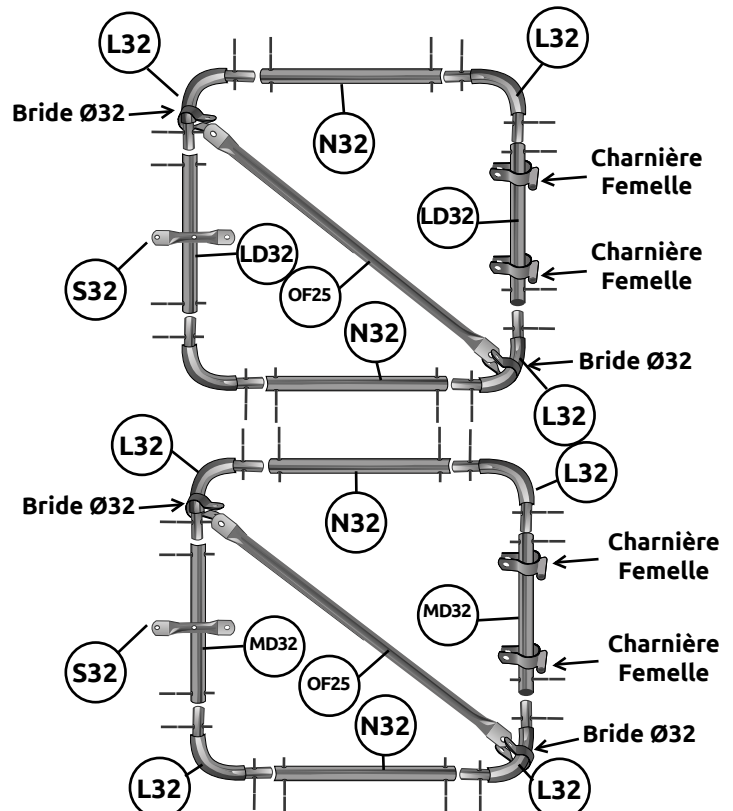 L32
L32
Bride Ø32
N32
Charnière
Femelle
LD32
LD32
Charnière
Femelle
S32
OF25
N32
Bride Ø32
L32
L32
L32
N32
Bride Ø32
Charnière
Femelle
MD32
MD32
S32
Charnière
Femelle
OF25
N32
Bride Ø32
L32
L32